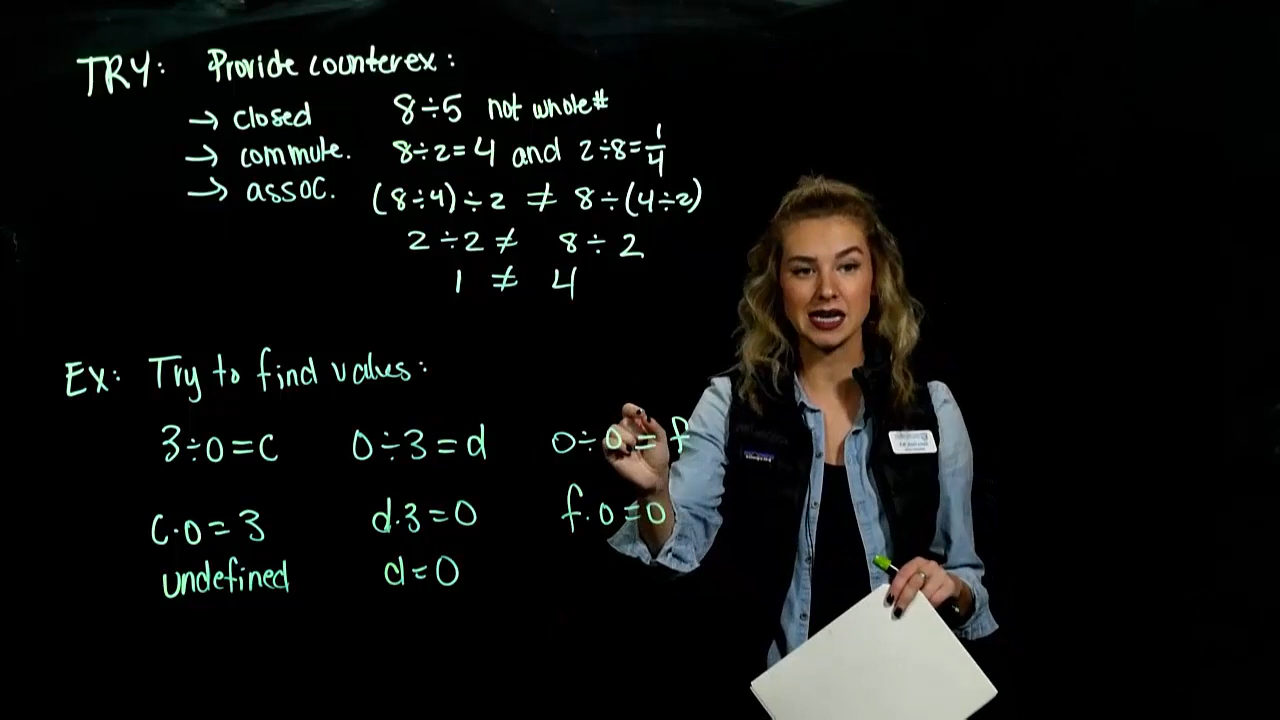 TRY: Provide counterex:
→ closed 8÷5 not whole#
→ commute. 8÷2=4 and 2÷8=1/4
→ assoc. (8÷4)÷2 ≠ 8÷(4÷2)
2÷2 ≠ 8÷2
1 ≠ 4
Ex: Try to find values:
3÷0=c 0÷3=d 0÷0=f
c·0=3 d·3=0 f·0=0
undefined d=0